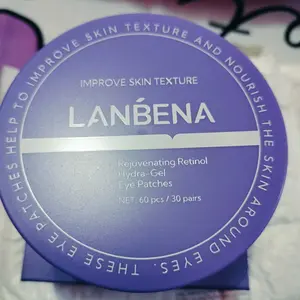 THESE EYE PATCHES HELP TO IMPROVE SKIN TEXTURE AND NOURISH THE SKIN AROUND EYES.
IMPROVE SKIN TEXTURE
LANBENA
Rejuvenating Retinol
Hydra-Gel
Eye Patches
NET: 60 pcs / 30 pairs